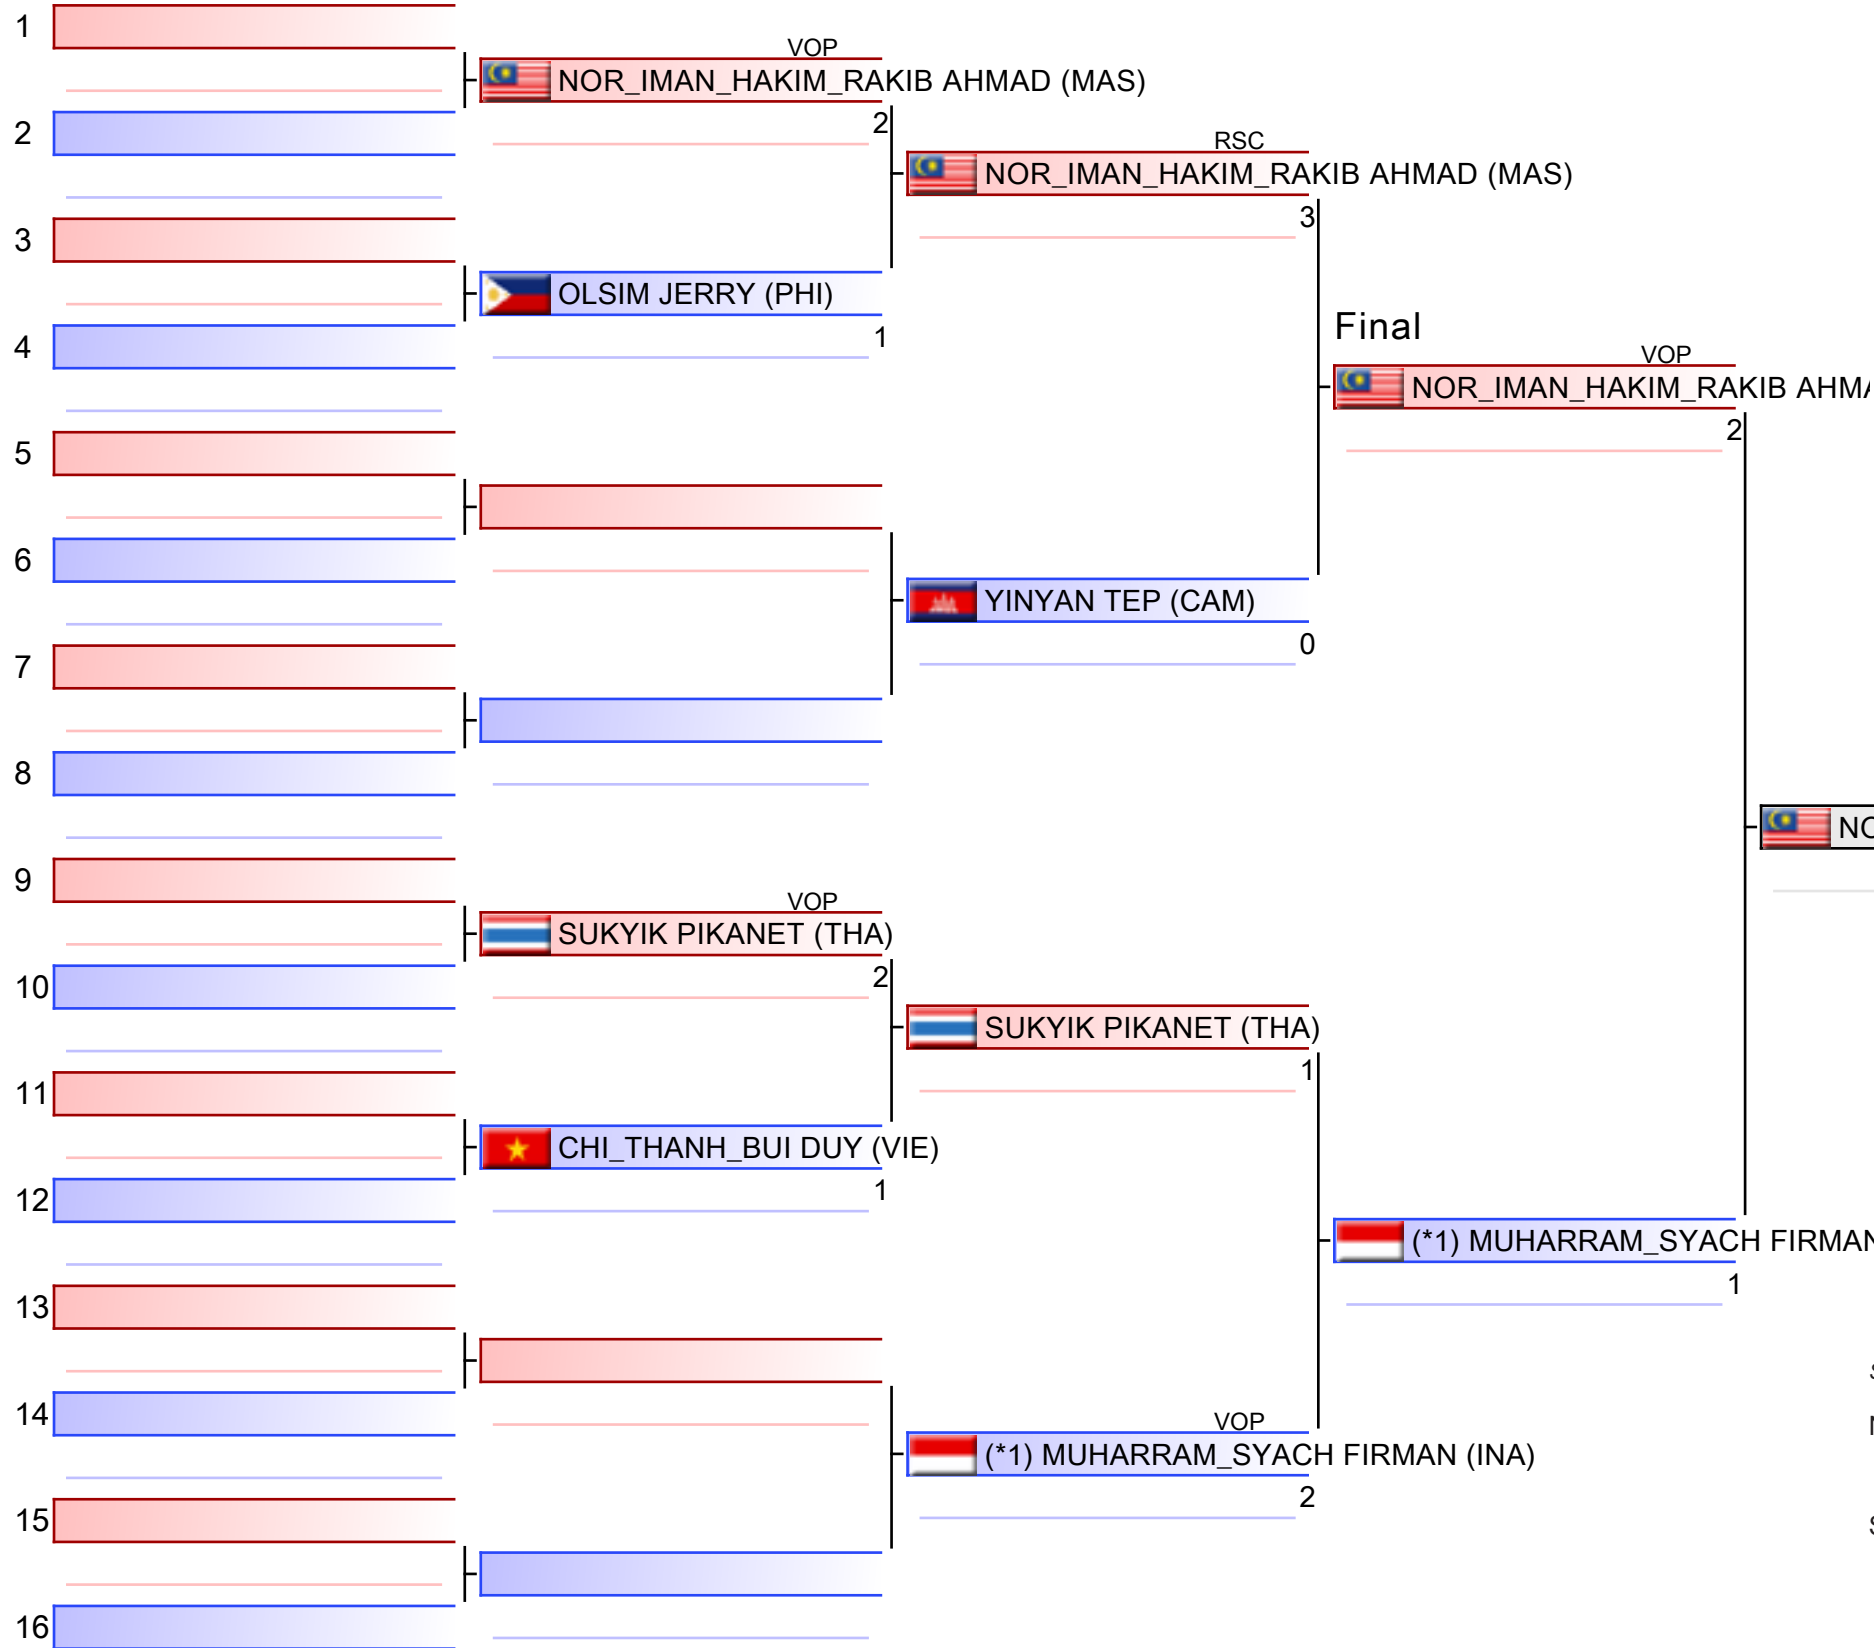 1
VOP
NOR_IMAN_HAKIM_RAKIB AHMAD (MAS)
2
2
RSC
NOR_IMAN_HAKIM_RAKIB AHMAD (MAS)
3
3
OLSIM JERRY (PHI)
1
4
Final
VOP
NOR_IMAN_HAKIM_RAKIB AHMA
2
5
6
YINYAN TEP (CAM)
0
7
8
NO
9
VOP
SUKYIK PIKANET (THA)
2
10
SUKYIK PIKANET (THA)
1
11
CHI_THANH_BUI DUY (VIE)
1
12
(*1) MUHARRAM_SYACH FIRMAN
1
13
14
VOP
(*1) MUHARRAM_SYACH FIRMAN (INA)
2
15
16